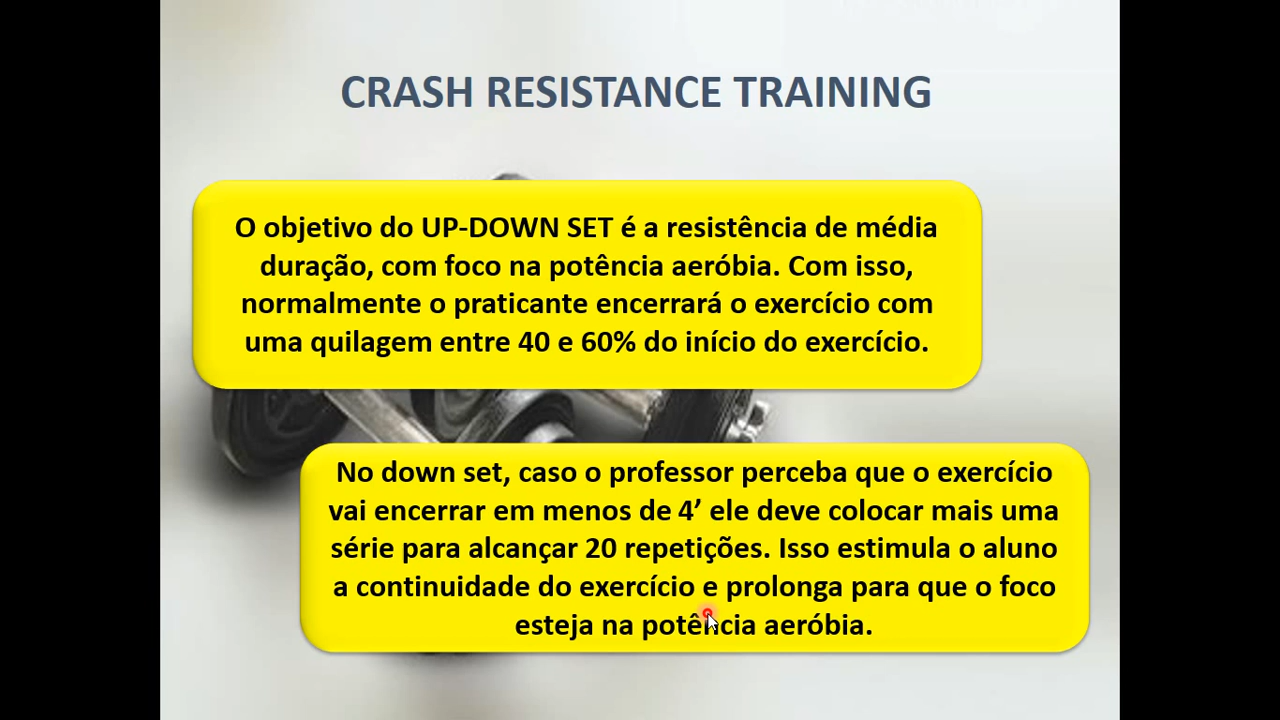 CRASH RESISTANCE TRAINING
O objetivo do UP-DOWN SET é a resistência de média
duração, com foco na potência aeróbia. Com isso,
normalmente o praticante encerrará o exercício com
uma quilagem entre 40 e 60% do início do exercício.
No down set, caso o professor perceba que o exercício
vai encerrar em menos de 4’ ele deve colocar mais uma
série para alcançar 20 repetições. Isso estimula o aluno
a continuidade do exercício e prolonga para que o foco
esteja na potência aeróbia.